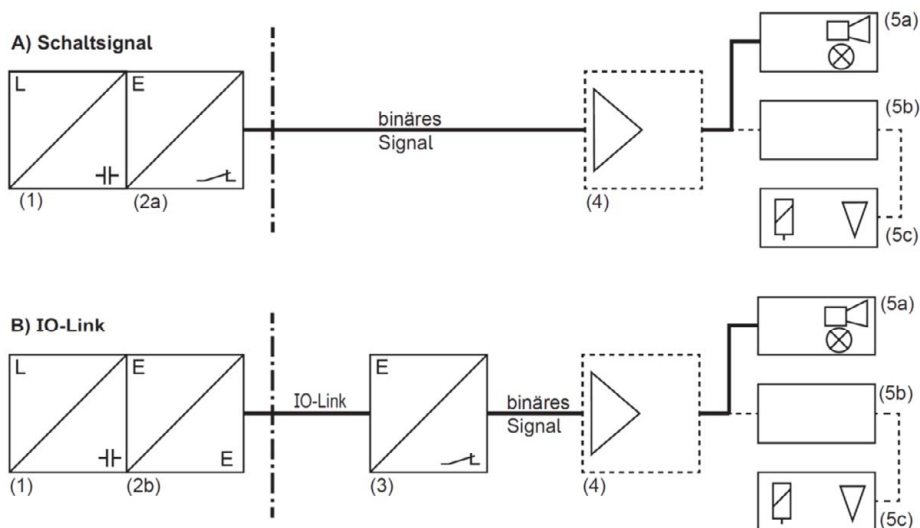 A) Schaltsignal
L
E
(1)
(2a)
binäres
Signal
(4)
(5a)
(5b)
(5c)
B) IO-Link
L
E
E
(1)
(2b)
IO-Link
E
(3)
binäres
Signal
(4)
(5a)
(5b)
(5c)